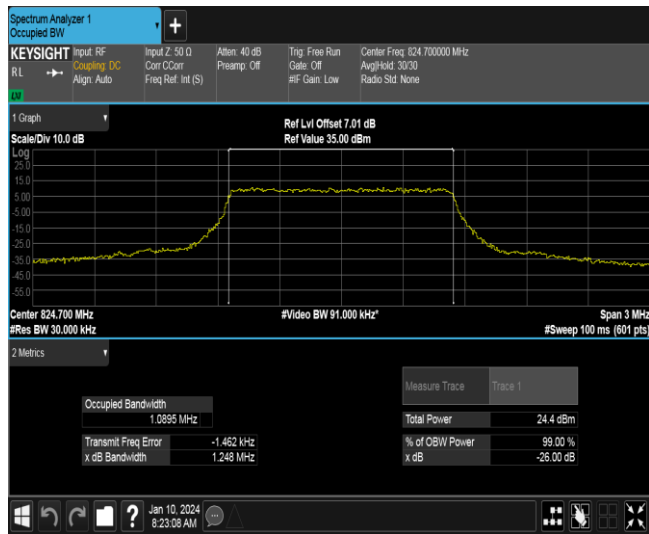 Spectrum Analyzer 1
Occupied BW
+
KEYSIGHT Input: RF Input Z: 50 Ω Atten: 40 dB Trig: Free Run Center Freq: 824.700000 MHz
RL Coupling: DC Corr CCorr Preamp: Off Gate: Off Avg|Hold: 30/30
Align: Auto Freq Ref: Int (S) #IF Gain: Low Radio Std: None
1 Graph
Scale/Div 10.0 dB
Ref Lvl Offset 7.01 dB
Ref Value 35.00 dBm
Log
25.0
15.0
5.00
-5.00
-15.0
-25.0
-35.0
-45.0
-55.0
Center 824.700 MHz #Video BW 91.000 kHz* Span 3 MHz
#Res BW 30.000 kHz #Sweep 100 ms (601 pts)
2 Metrics
Measure Trace Trace 1
Occupied Bandwidth
1.0895 MHz
Total Power 24.4 dBm
Transmit Freq Error -1.462 kHz % of OBW Power 99.00 %
x dB Bandwidth 1.248 MHz x dB -26.00 dB
?
Jan 10, 2024
8:23:08 AM